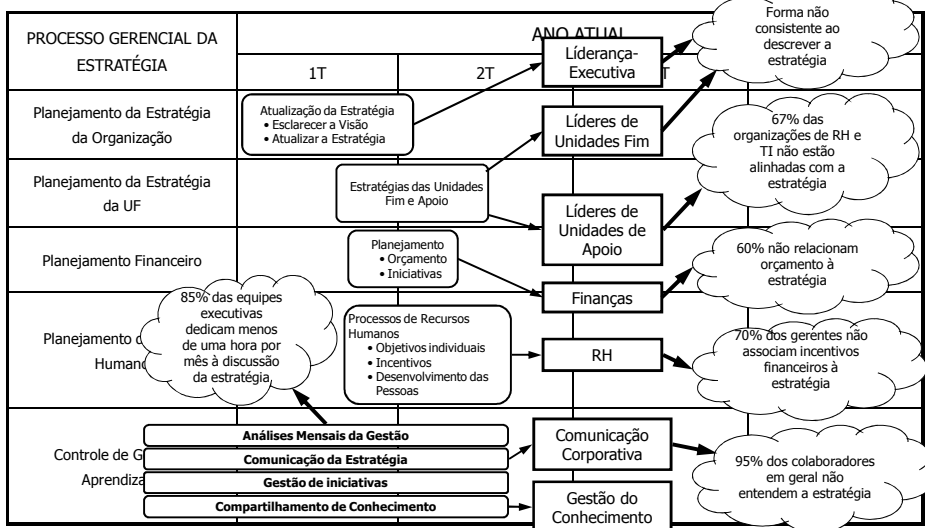 PROCESSO GERENCIAL DA
ESTRATÉGIA
ANO ATUAL
1T
2T
T
Planejamento da Estratégia
da Organização
Planejamento da Estratégia
da UF
Planejamento Financeiro
Planejamento
Human
Controle de G
Aprendiza
Atualização da Estratégia
• Esclarecer a Visão
• Atualizar a Estratégia
Estratégias das Unidades
Fim e Apoio
Planejamento
• Orçamento
• Iniciativas
Processos de Recursos
Humanos
• Objetivos individuais
• Incentivos
• Desenvolvimento das
Pessoas
85% das equipes
executivas
dedicam menos
de uma hora por
mês à discussão
da estratégia
Análises Mensais da Gestão
Comunicação da Estratégia
Gestão de iniciativas
Compartilhamento de Conhecimento
Líderança-
Executiva
Líderes de
Unidades Fim
Líderes de
Unidades de
Apoio
Finanças
RH
Comunicação
Corporativa
Gestão do
Conhecimento
Forma não
consistente ao
descrever a
estratégia
67% das
organizações de RH e
TI não estão
alinhadas com a
estratégia
60% não relacionam
orçamento à
estratégia
70% dos gerentes não
associam incentivos
financeiros à
estratégia
95% dos colaboradores
em geral não
entendem a estratégia